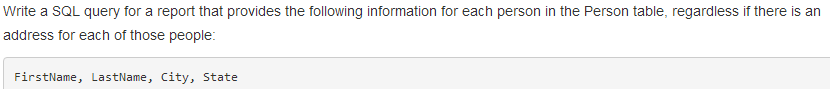 Write a SQL query for a report that provides the following information for each person in the Person table, regardless if there is an
address for each of those people:
FirstName, LastName, City, State